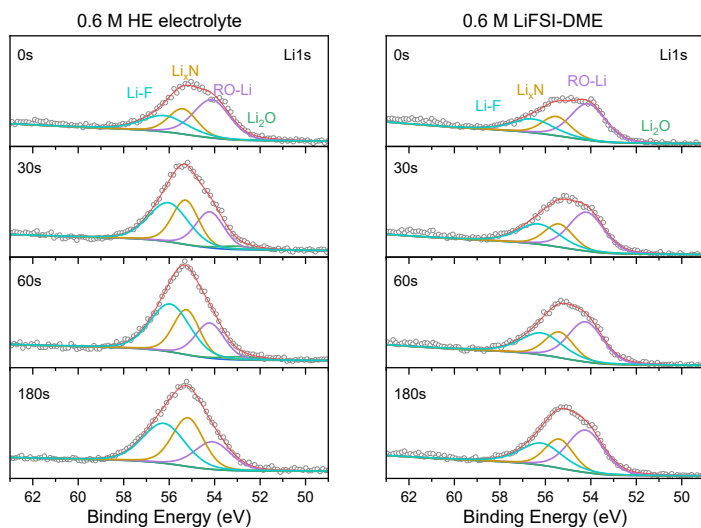 0.6 M HE electrolyte
0s
Li1s
Li-F
LiₓN
RO-Li
Li₂O
30s
60s
180s
62 60 58 56 54 52 50
Binding Energy (eV)
0.6 M LiFSI-DME
0s
Li1s
Li-F
LiₓN
RO-Li
Li₂O
30s
60s
180s
62 60 58 56 54 52 50
Binding Energy (eV)